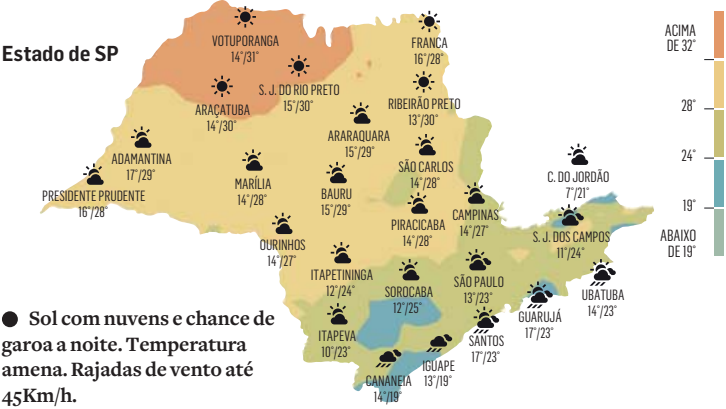 Estado de SP
VOTUPORANGA
14°/31°
FRANCA
16°/28°
S. J. DO RIO PRETO
15°/30°
ARAÇATUBA
14°/30°
RIBEIRÃO PRETO
13°/30°
ARARAQUARA
15°/29°
ADAMANTINA
17°/29°
SÃO CARLOS
14°/28°
MARÍLIA
14°/28°
BAURU
15°/29°
PRESIDENTE PRUDENTE
16°/28°
C. DO JORDÃO
7°/21°
PIRACICABA
14°/28°
CAMPINAS
14°/27°
OURINHOS
14°/27°
S. J. DOS CAMPOS
11°/24°
ITAPETININGA
12°/24°
SOROCABA
12°/25°
SÃO PAULO
13°/23°
UBATUBA
14°/23°
GUARUJÁ
17°/23°
ITAPEVA
10°/23°
SANTOS
17°/23°
IGUAPE
13°/19°
CANANEIA
14°/19°
ACIMA
DE 32°
28°
24°
19°
ABAIXO
DE 19°
● Sol com nuvens e chance de
garoa a noite. Temperatura
amena. Rajadas de vento até
45Km/h.